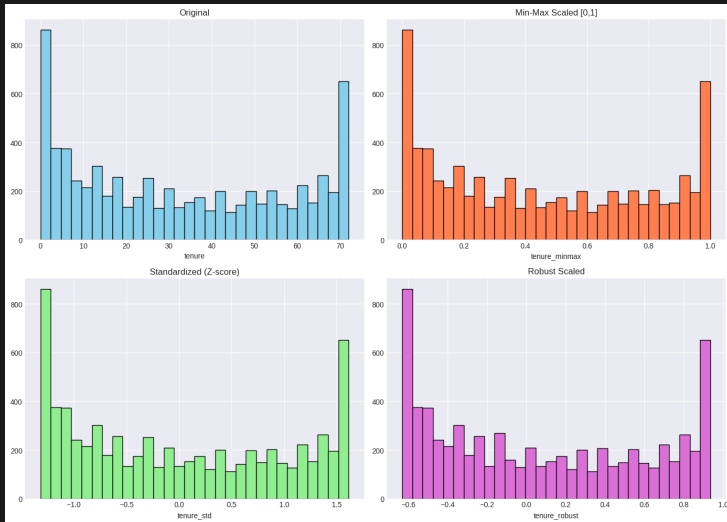 Original
800
600
400
200
0
0 10 20 30 40 50 60 70
tenure
Min-Max Scaled [0,1]
800
600
400
200
0
0.0 0.2 0.4 0.6 0.8 1.0
tenure_minmax
Standardized (Z-score)
800
600
400
200
0
−1.0 −0.5 0.0 0.5 1.0 1.5
tenure_std
Robust Scaled
800
600
400
200
0
−0.6 −0.4 −0.2 0.0 0.2 0.4 0.6 0.8 1.0
tenure_robust